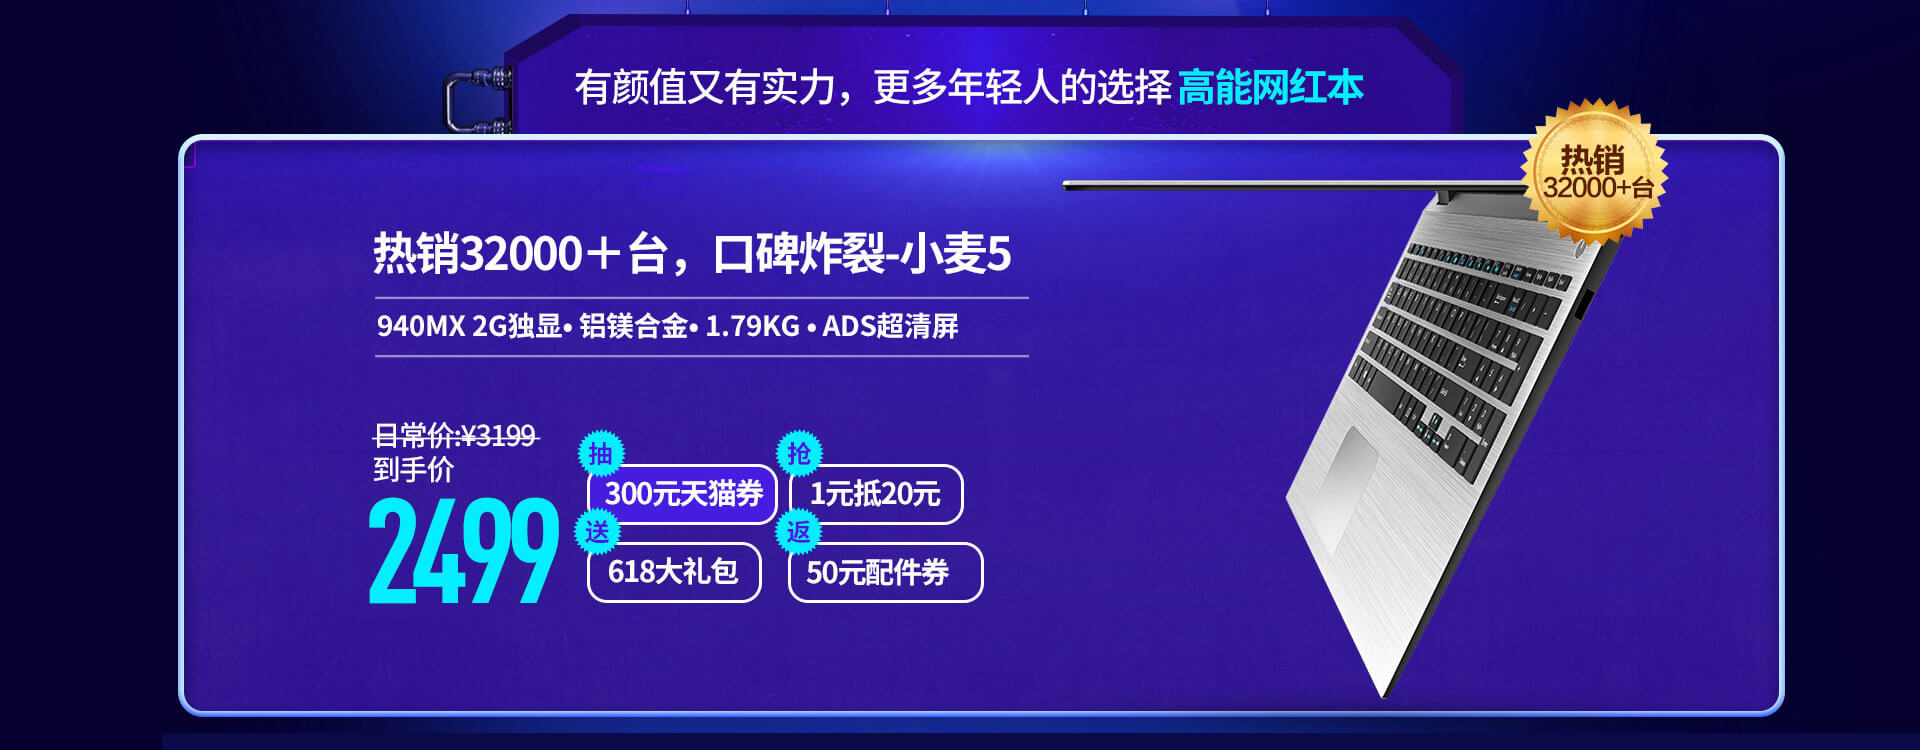 有颜值又有实力，更多年轻人的选择 高能网红本
热销
32000+台
热销32000＋台，口碑炸裂-小麦5
940MX 2G独显• 铝镁合金• 1.79KG • ADS超清屏
日常价:¥3199
到手价
2499
抽
300元天猫券
抢
1元抵20元
送
618大礼包
返
50元配件券